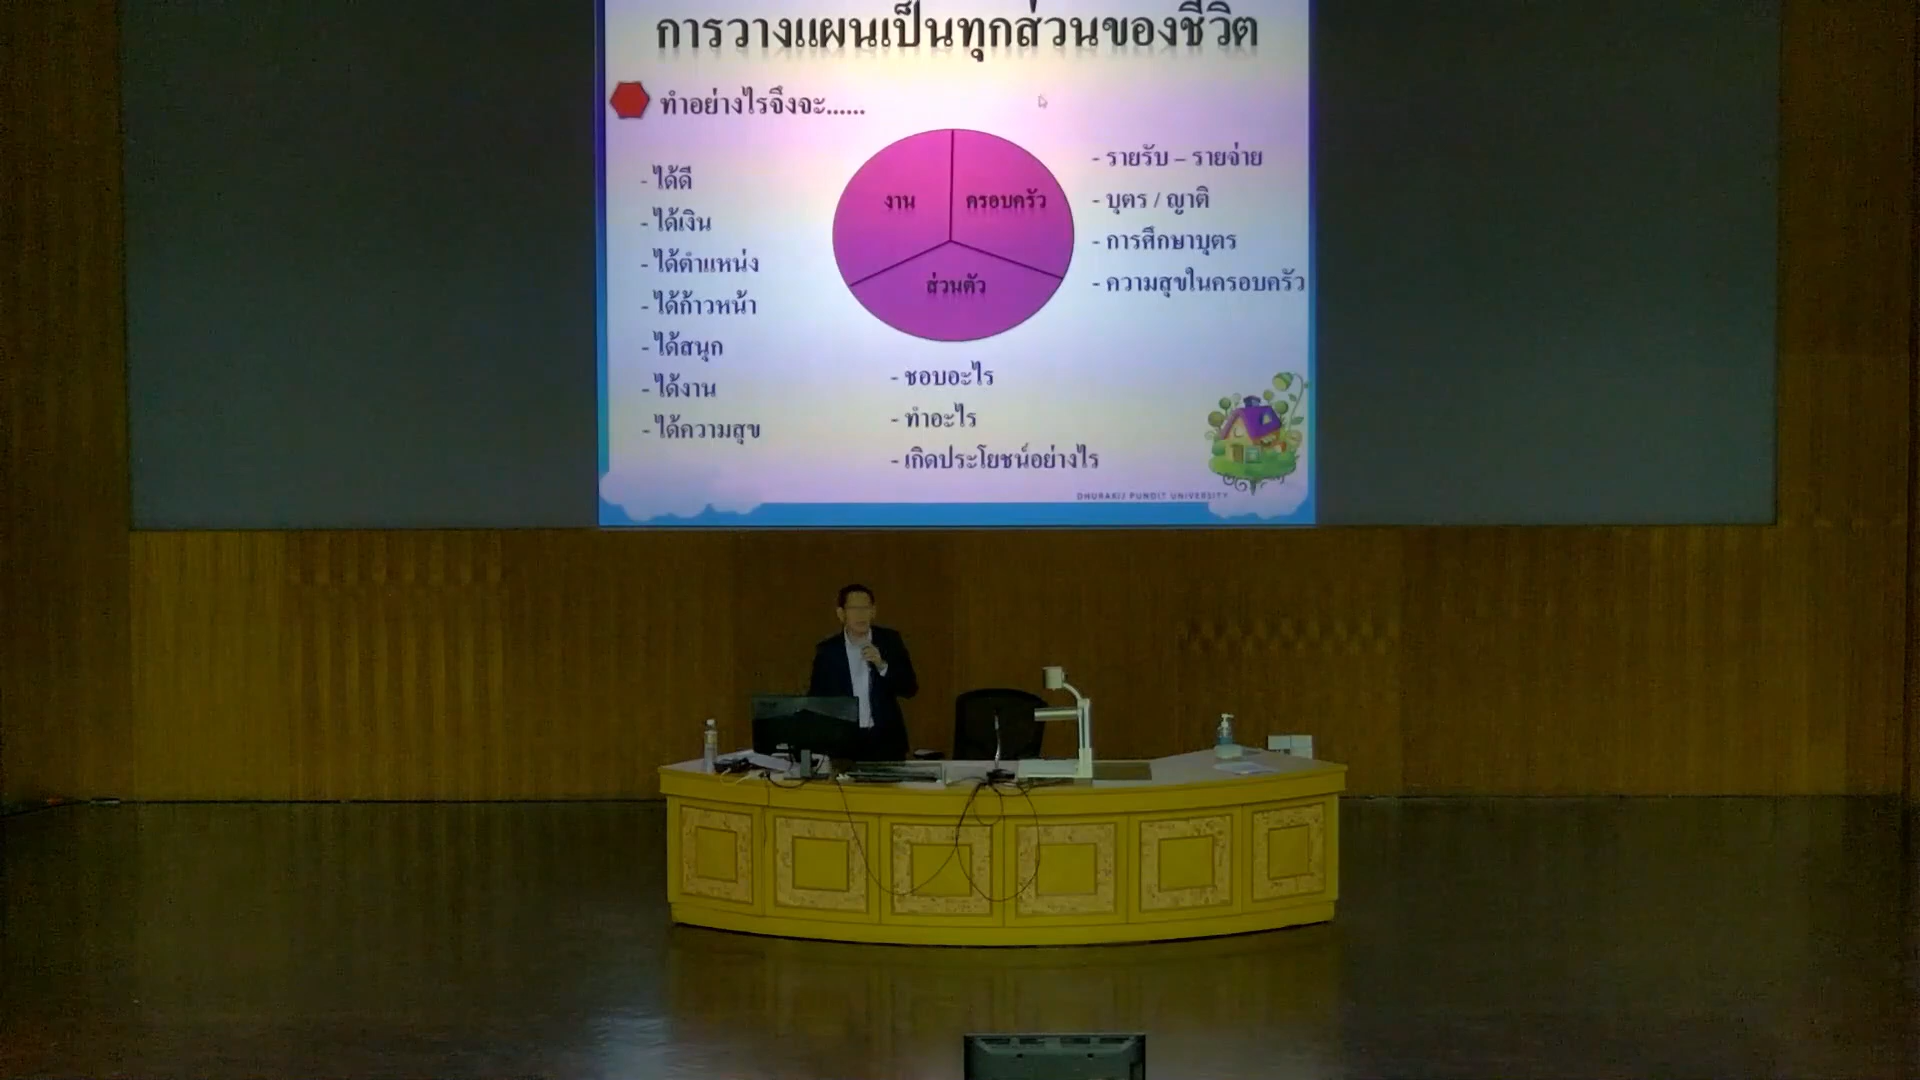 การวางแผนเป็นทุกส่วนของชีวิต
ทำอย่างไรจึงจะ......
- ได้ดี
- ได้เงิน
- ได้ตำแหน่ง
- ได้ก้าวหน้า
- ได้สนุก
- ได้งาน
- ได้ความสุข
งาน
ครอบครัว
ส่วนตัว
- รายรับ – รายจ่าย
- บุตร / ญาติ
- การศึกษาบุตร
- ความสุขในครอบครัว
- ชอบอะไร
- ทำอะไร
- เกิดประโยชน์อย่างไร
DHURAKIJ PUNDIT UNIVERSITY